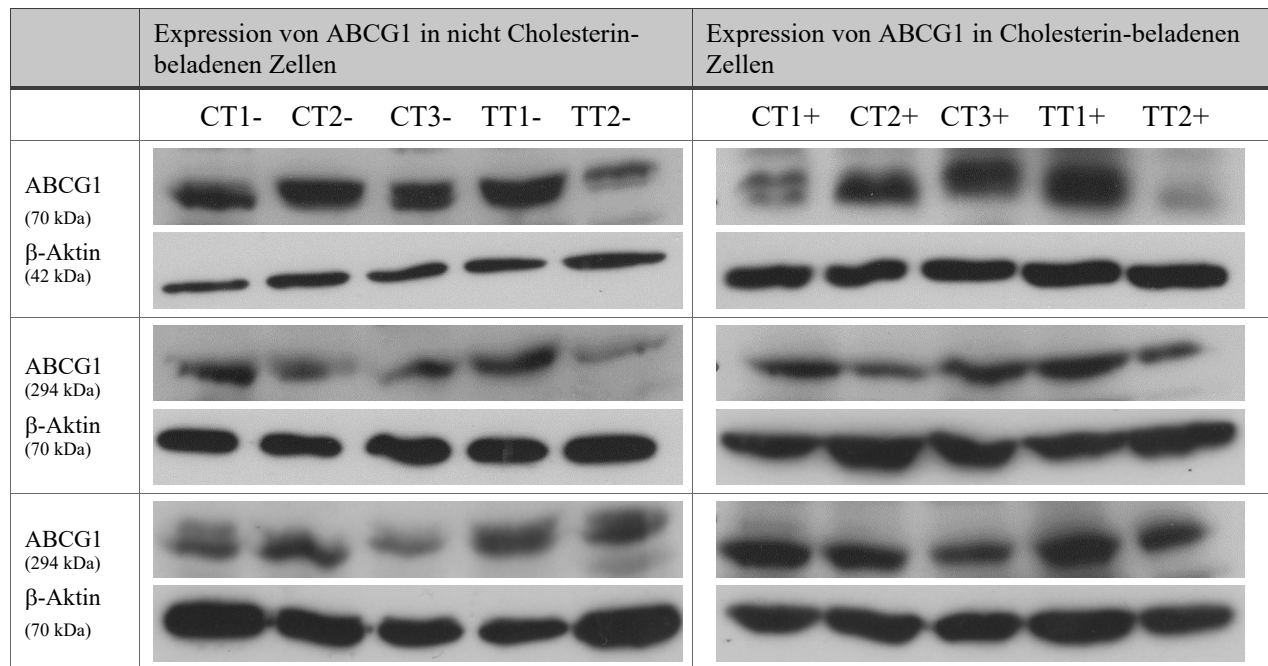 Expression von ABCG1 in nicht Cholesterin-
beladenen Zellen
Expression von ABCG1 in Cholesterin-beladenen
Zellen
CT1- CT2- CT3- TT1- TT2-
CT1+ CT2+ CT3+ TT1+ TT2+
ABCG1
(70 kDa)
β-Aktin
(42 kDa)
ABCG1
(294 kDa)
β-Aktin
(70 kDa)
ABCG1
(294 kDa)
β-Aktin
(70 kDa)